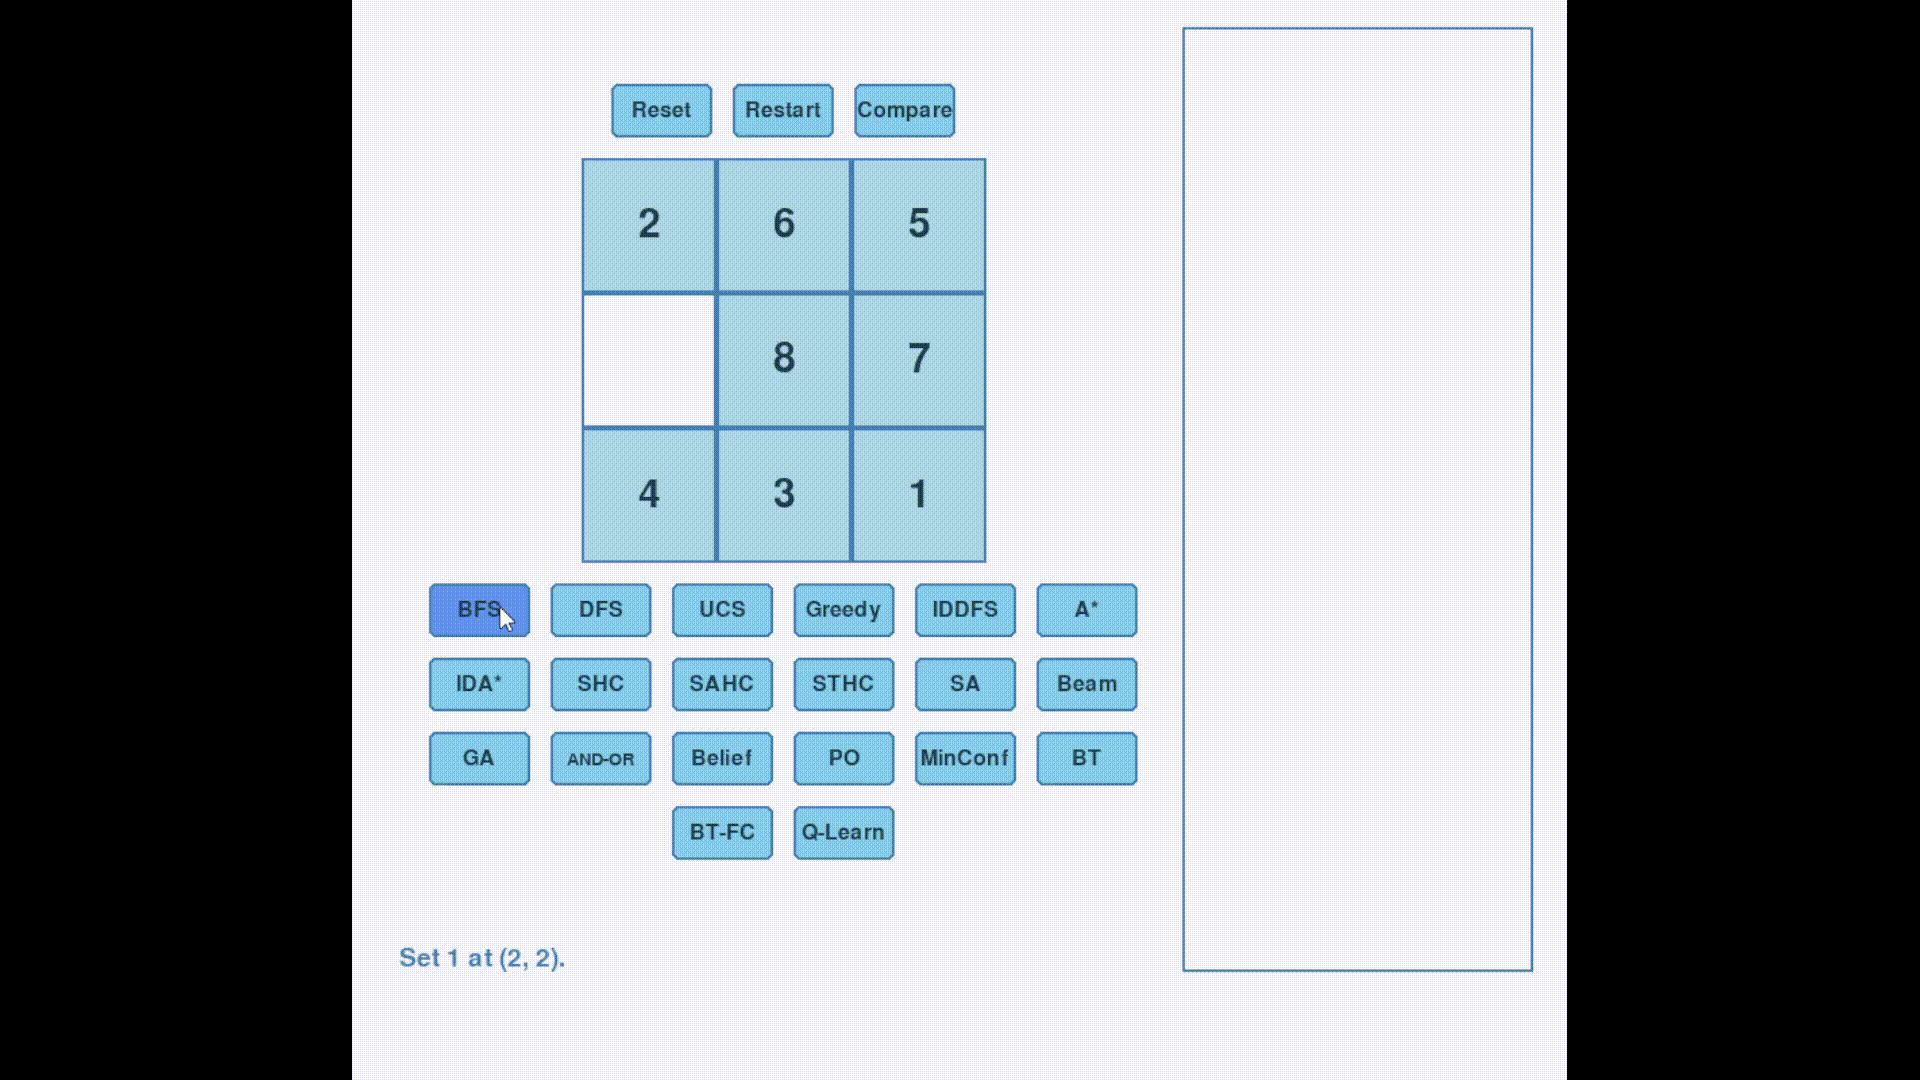 Reset Restart Compare
2 6 5
8 7
4 3 1
BFS DFS UCS Greedy IDDFS A*
IDA* SHC SAHC STHC SA Beam
GA AND-OR Belief PO MinConf BT
BT-FC Q-Learn
Set 1 at (2, 2).